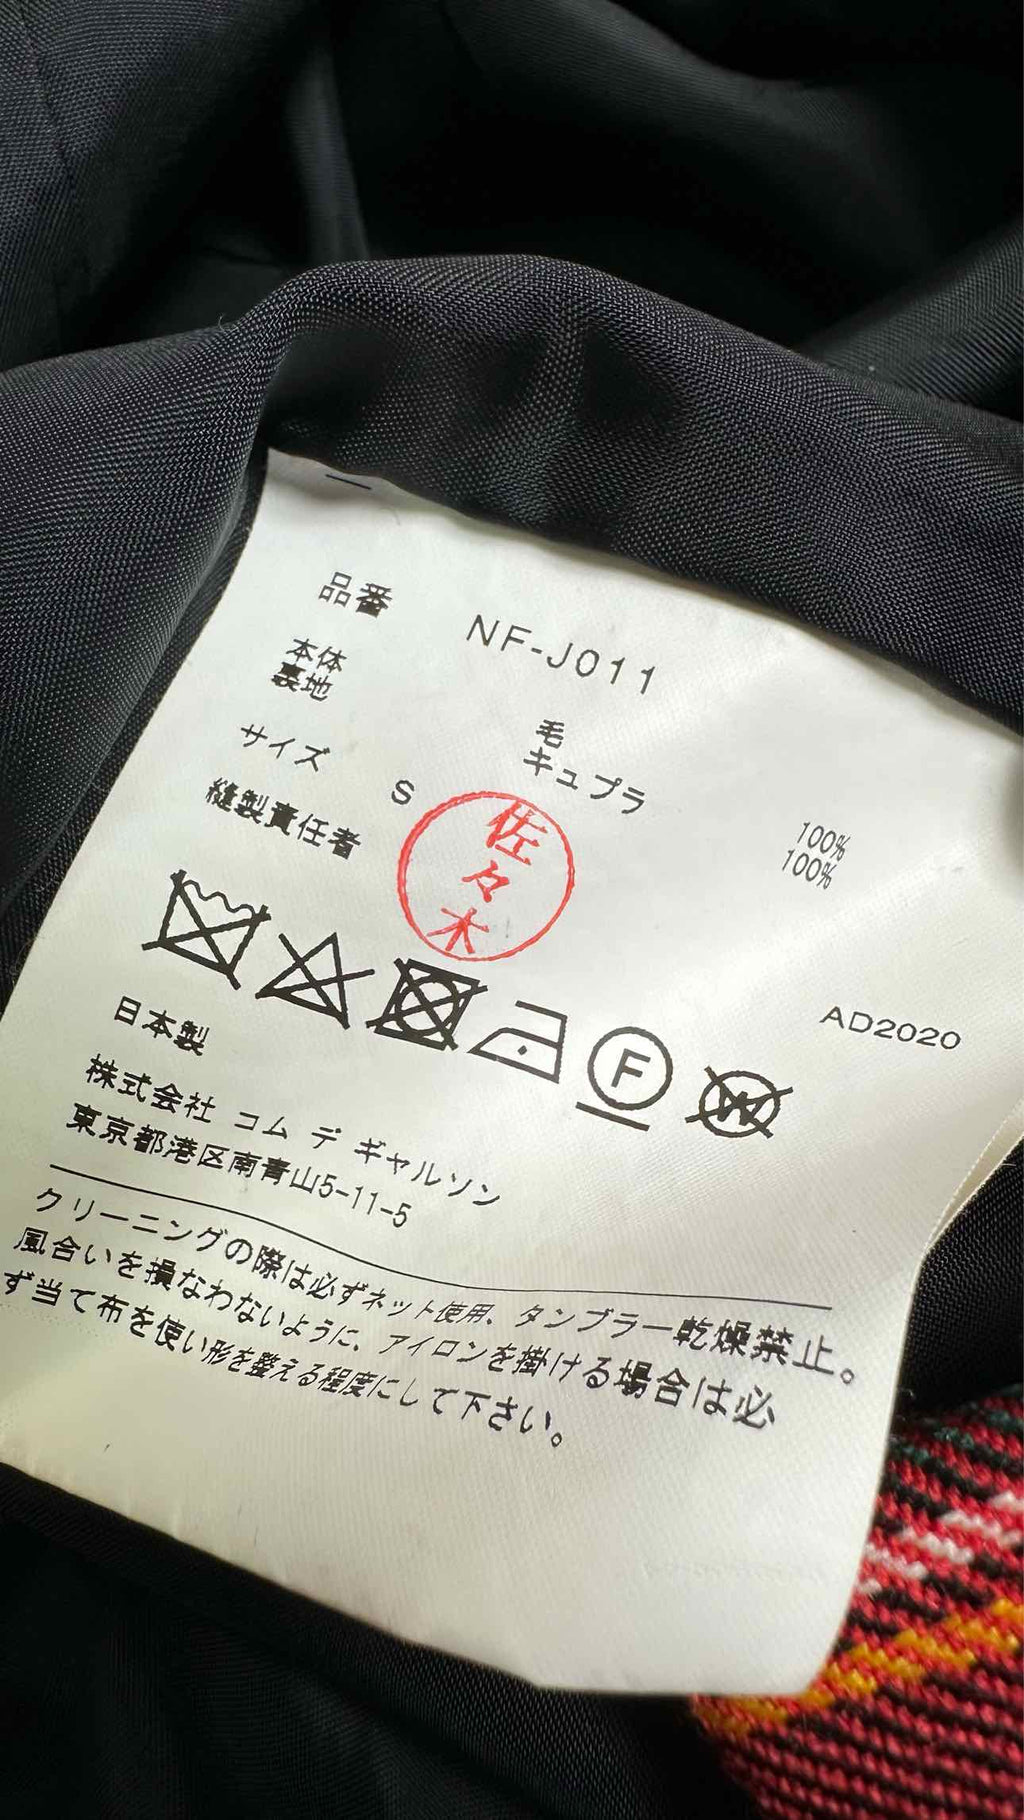 品番 NF-J011
本体 毛 100%
裏地 キュプラ 100%
サイズ S
縫製責任者 佐々木
F
W
AD2020
日本製
株式会社 コム デ ギャルソン
東京都港区南青山5-11-5
クリーニングの際は必ずネット使用、タンブラー乾燥禁止。
風合いを損なわないように、アイロンを掛ける場合は必
ず当て布を使い形を整える程度にして下さい。